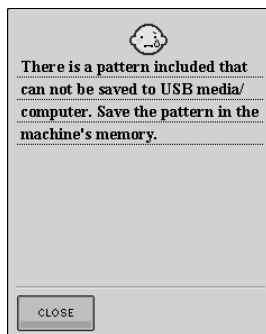 There is a pattern included that
can not be saved to USB media/
computer. Save the pattern in the
machine's memory.
CLOSE